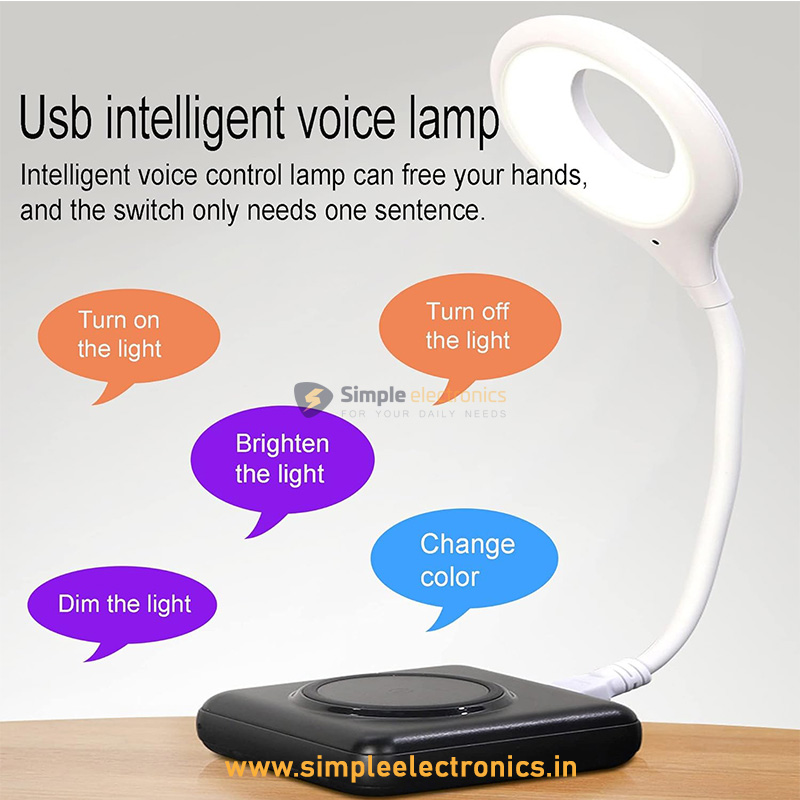 Usb intelligent voice lamp
Intelligent voice control lamp can free your hands,
and the switch only needs one sentence.
Turn on
the light
Turn off
the light
Simple electronics
FOR YOUR DAILY NEEDS
Brighten
the light
Change
color
Dim the light
www.simpleelectronics.in